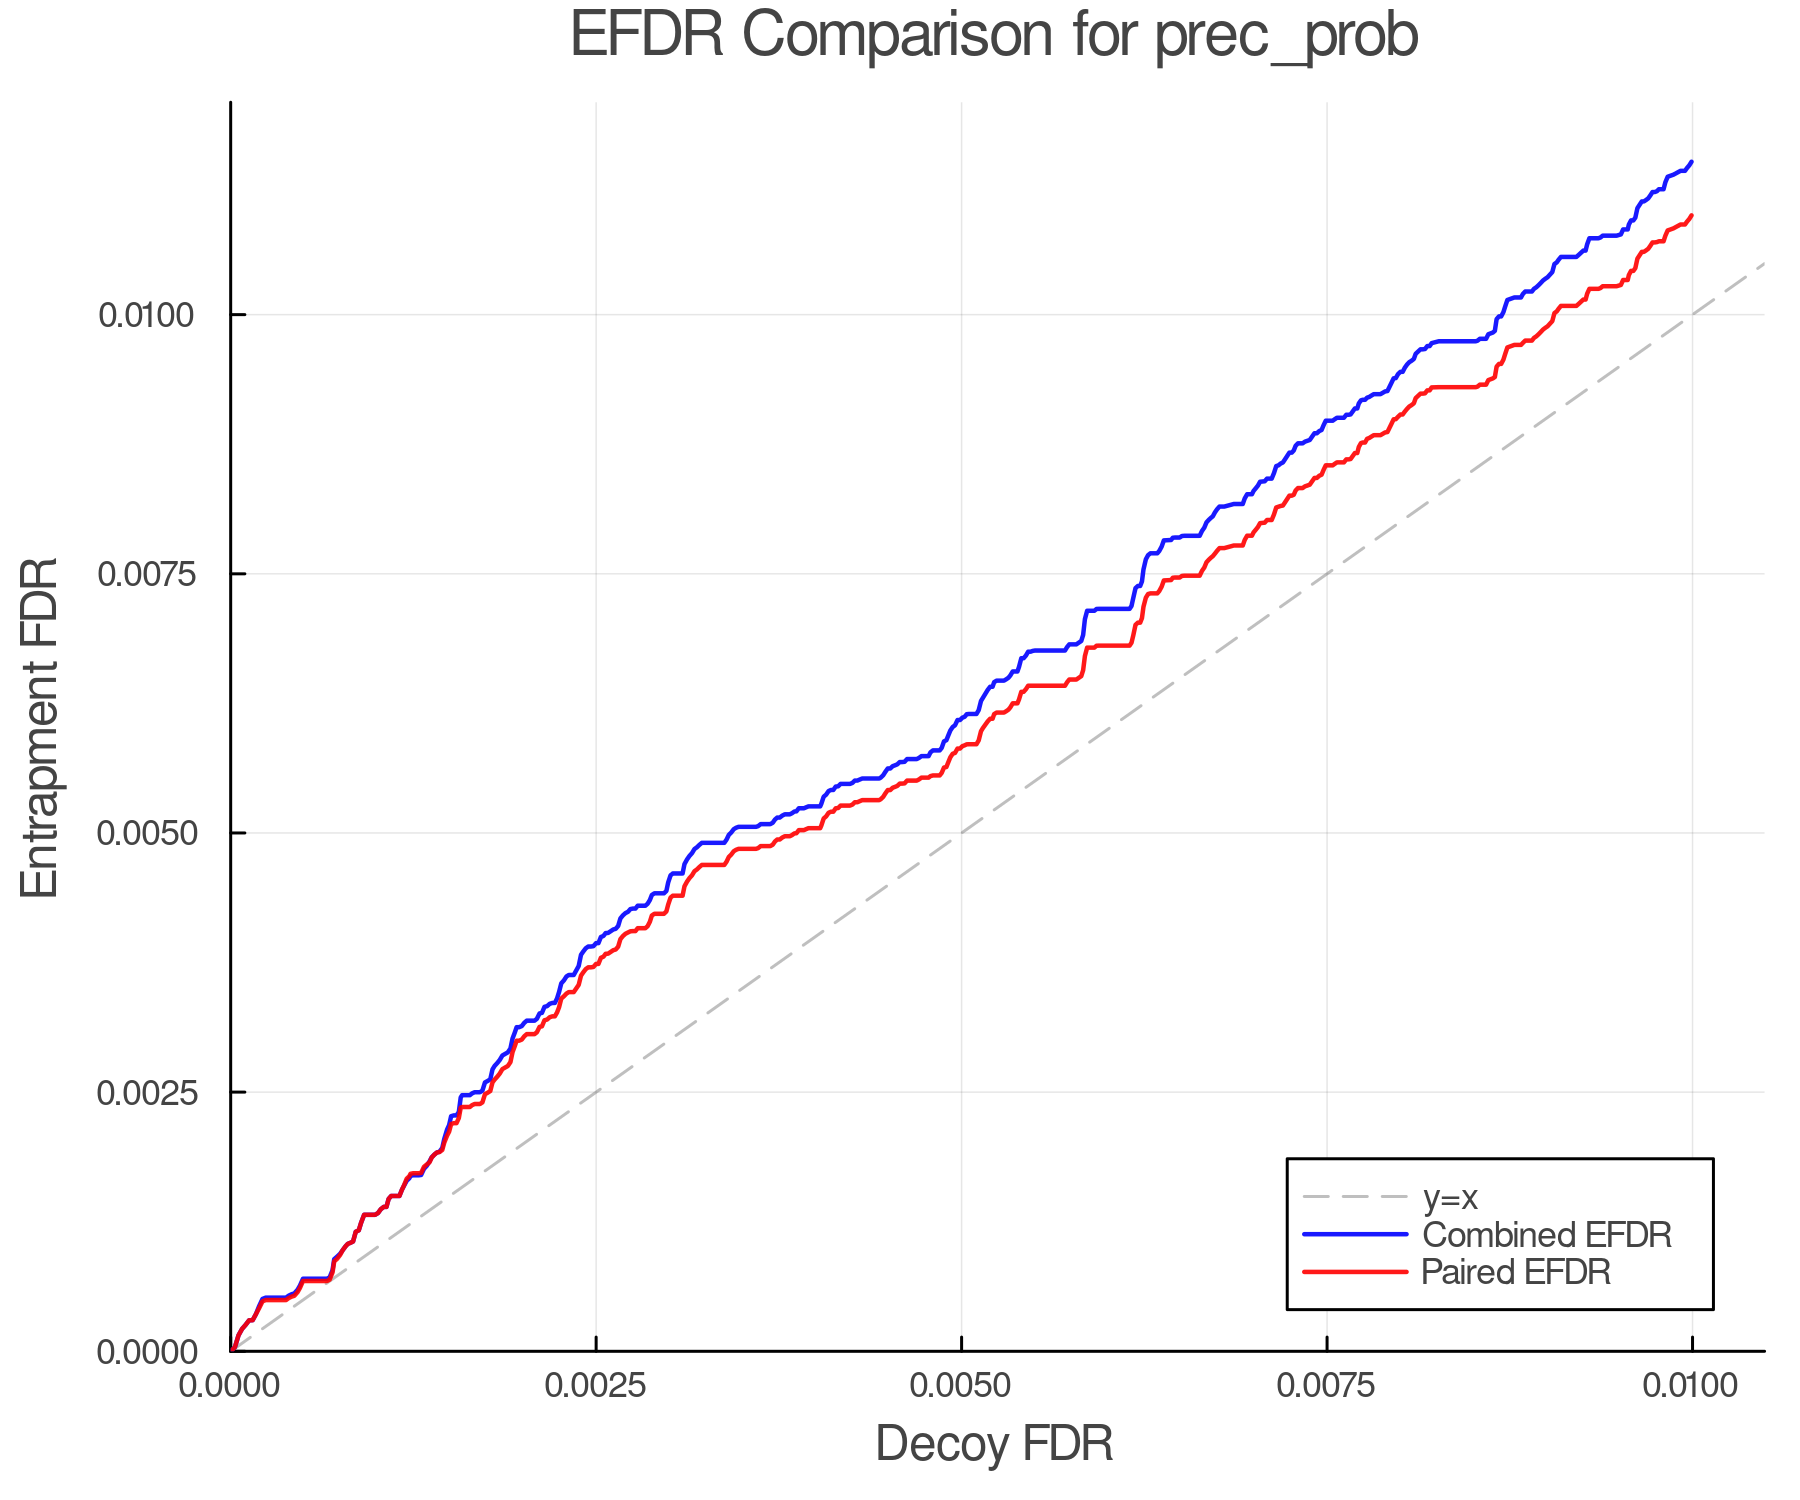 EFDR Comparison for prec_prob
Entrapment FDR
0.0100
0.0075
0.0050
0.0025
0.0000
0.0000 0.0025 0.0050 0.0075 0.0100
Decoy FDR
y=x
Combined EFDR
Paired EFDR